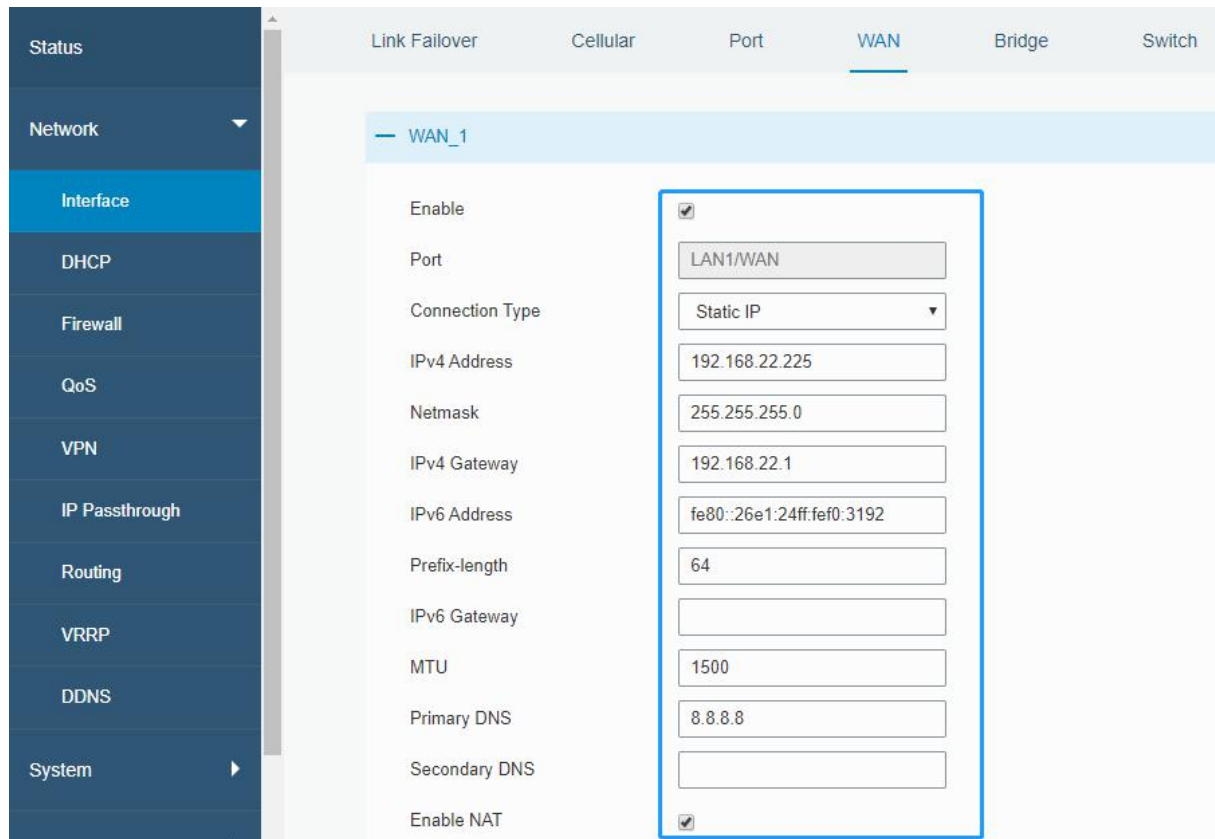 Status
Network
Interface
DHCP
Firewall
QoS
VPN
IP Passthrough
Routing
VRRP
DDNS
System
Link Failover Cellular Port WAN Bridge Switch
— WAN_1
Enable
Port LAN1/WAN
Connection Type Static IP
IPv4 Address 192.168.22.225
Netmask 255.255.255.0
IPv4 Gateway 192.168.22.1
IPv6 Address fe80::26e1:24ff:fef0:3192
Prefix-length 64
IPv6 Gateway
MTU 1500
Primary DNS 8.8.8.8
Secondary DNS
Enable NAT